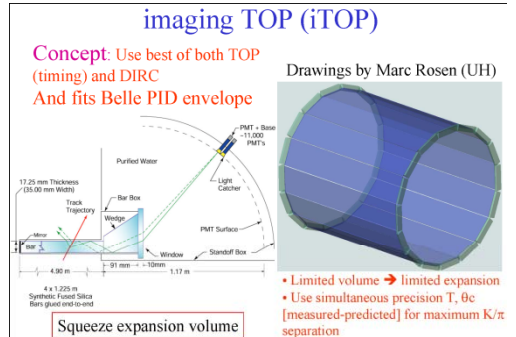 imaging TOP (iTOP)
Concept: Use best of both TOP
(timing) and DIRC
And fits Belle PID envelope
Drawings by Marc Rosen (UH)
PMT + Base
~11,000
PMT's
Purified Water
17.25 mm Thickness
(35.00 mm Width)
Light
Catcher
Bar Box
Track
Trajectory
Wedge
PMT Surface
Mirror
Bar
Window
Standoff Box
91 mm
10mm
4.90 m
1.17 m
4 x 1.225 m
Synthetic Fused Silica
Bars glued end-to-end
Squeeze expansion volume
▪ Limited volume ➔ limited expansion
▪ Use simultaneous precision T, θc
[measured-predicted] for maximum K/π
separation